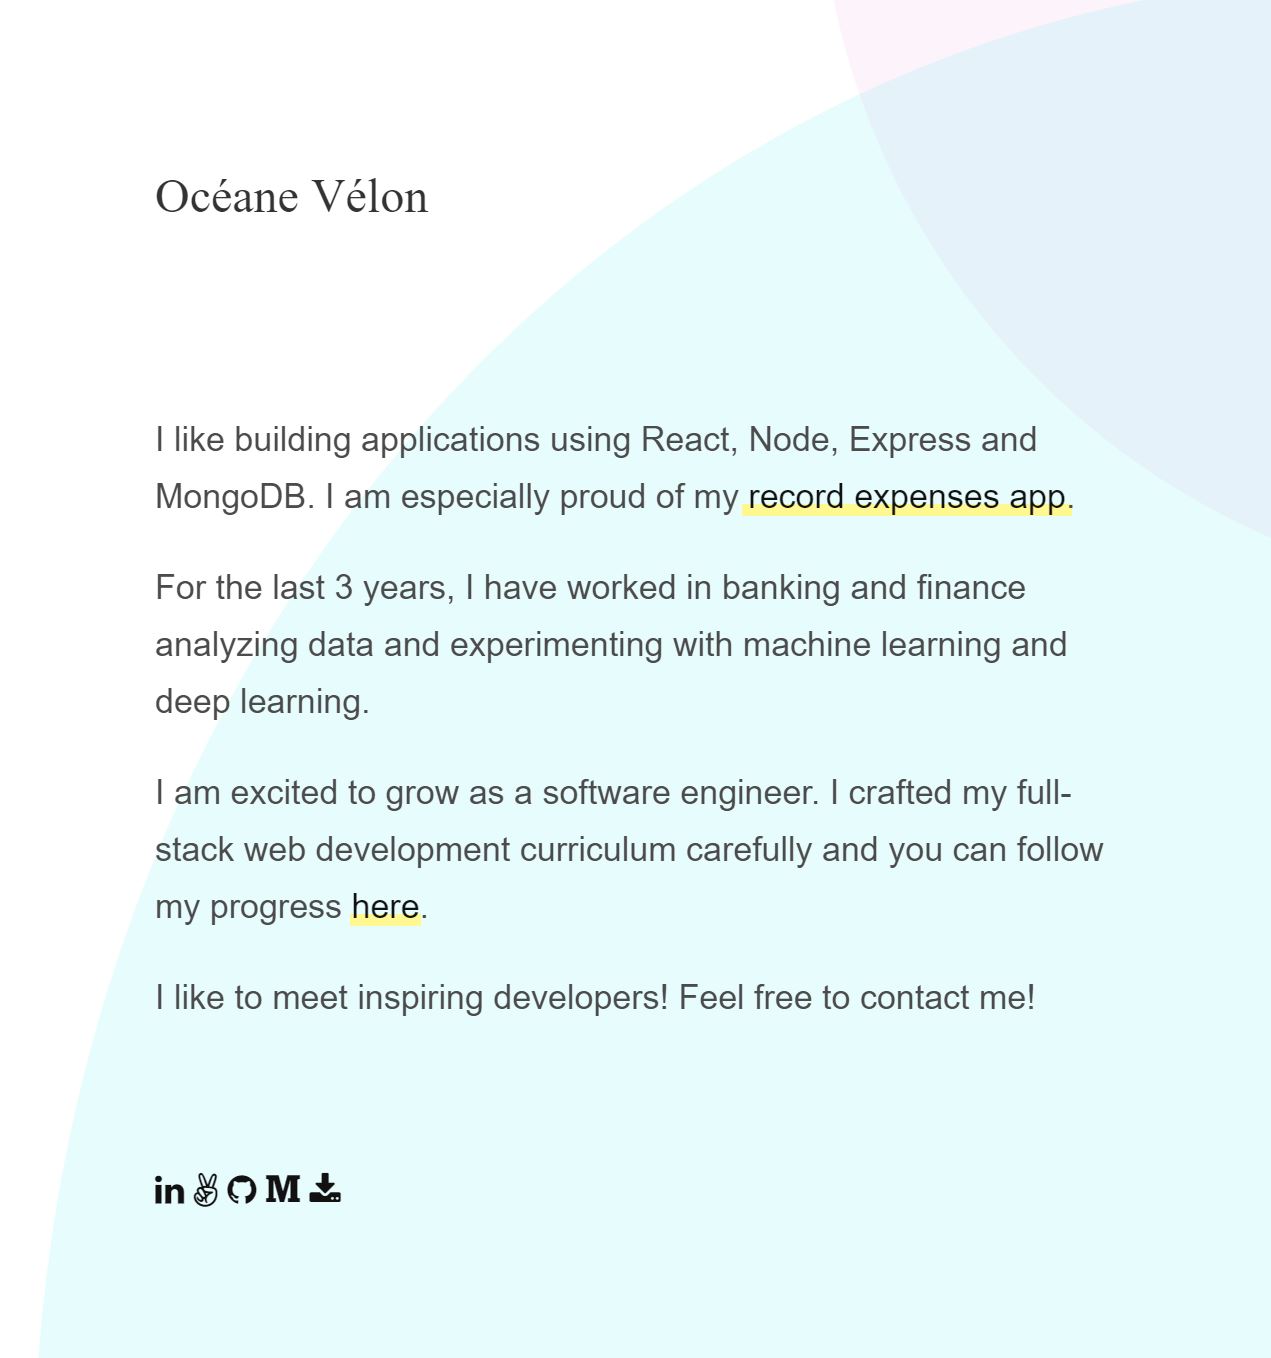 Océane Vélon
I like building applications using React, Node, Express and
MongoDB. I am especially proud of my record expenses app.
For the last 3 years, I have worked in banking and finance
analyzing data and experimenting with machine learning and
deep learning.
I am excited to grow as a software engineer. I crafted my full-
stack web development curriculum carefully and you can follow
my progress here.
I like to meet inspiring developers! Feel free to contact me!
in M